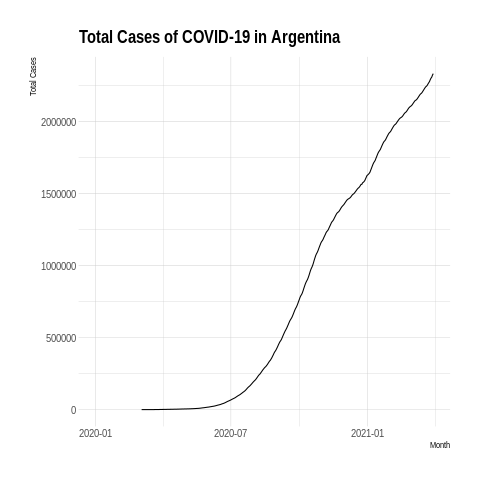 Total Cases of COVID-19 in Argentina
Total Cases
2000000
1500000
1000000
500000
0
2020-01 2020-07 2021-01
Month